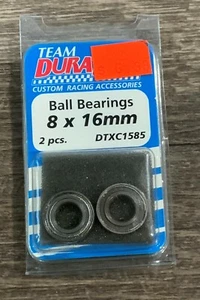 TEAM
DURA
CUSTOM RACING ACCESSORIES
Ball Bearings
8 x 16mm
2 pcs.
DTXC1585